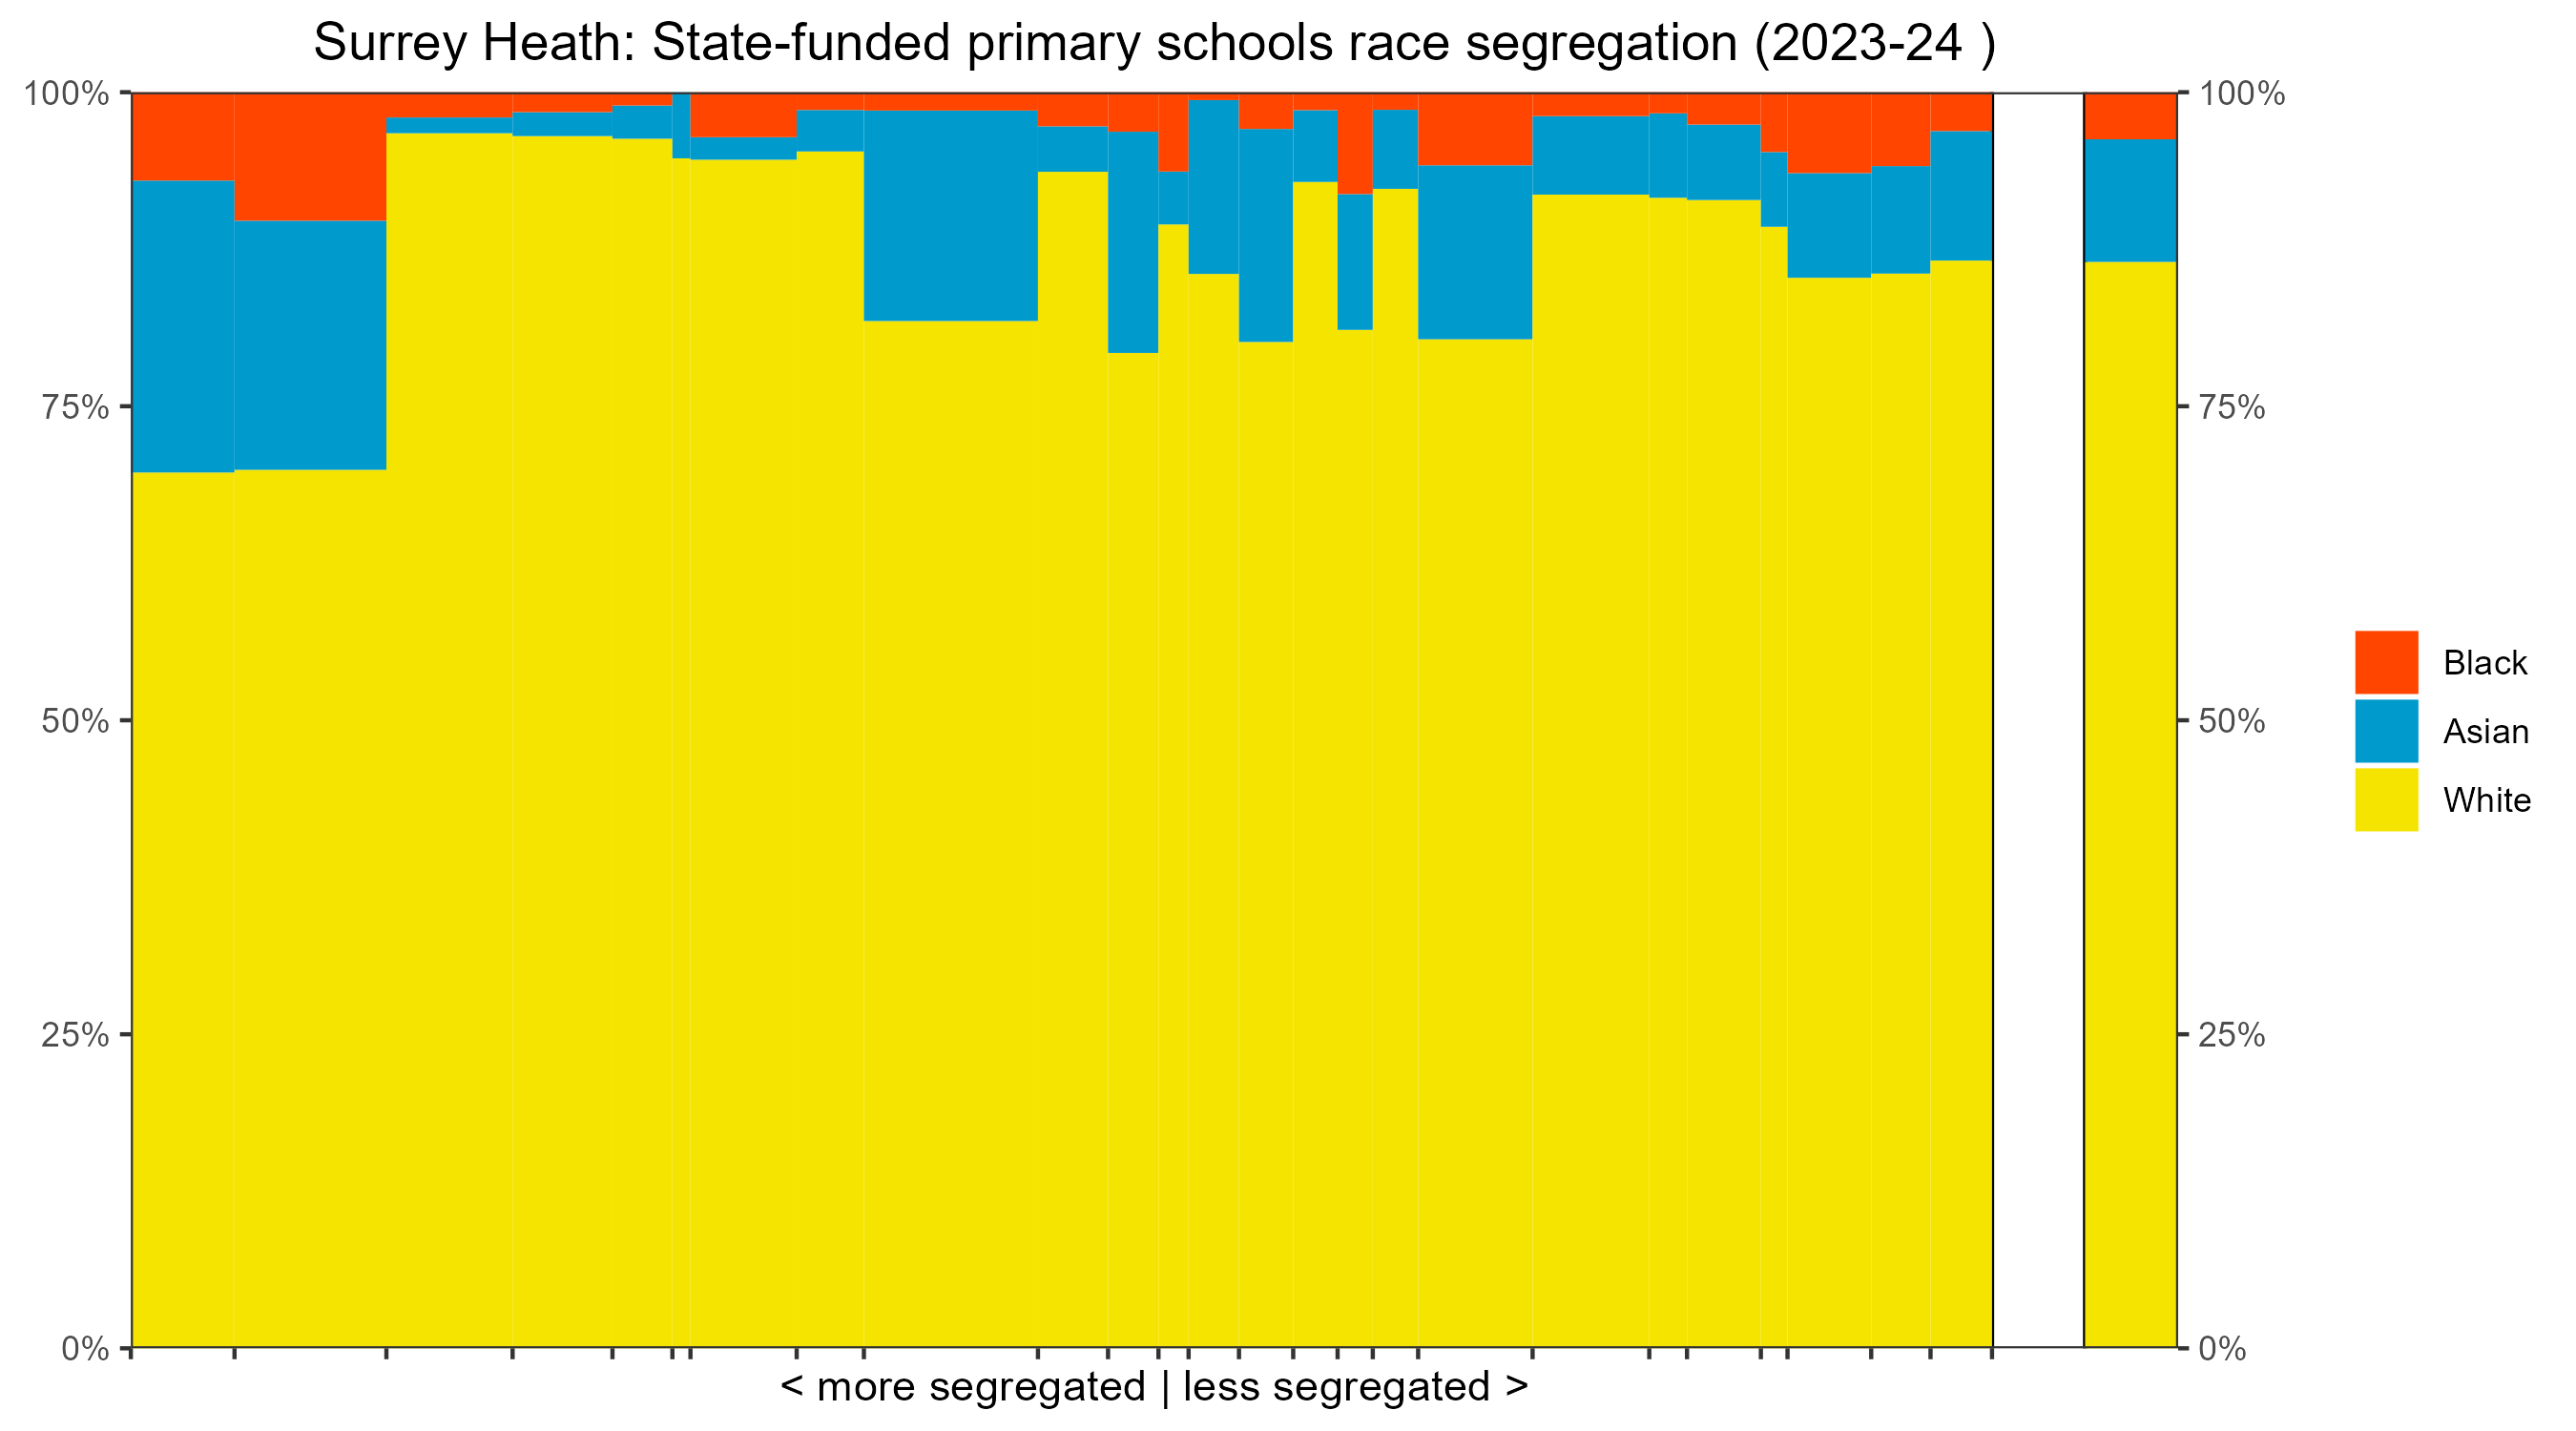 Surrey Heath: State-funded primary schools race segregation (2023-24 )
100%
100%
75%
75%
50%
50%
25%
25%
0%
0%
Black
Asian
White
< more segregated | less segregated >